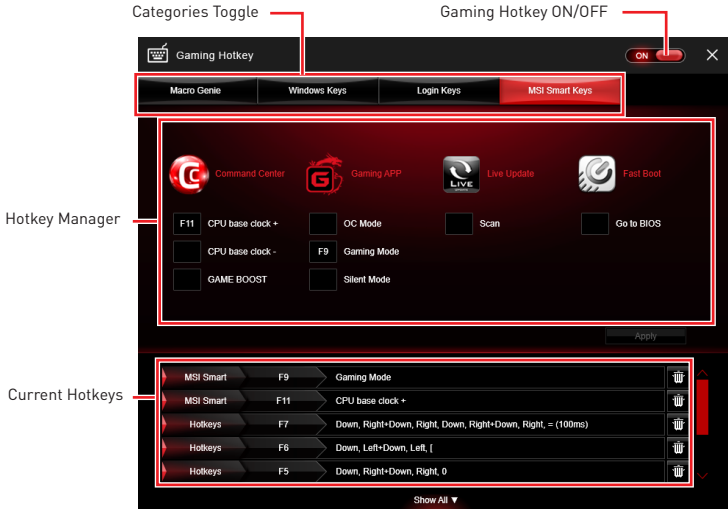 Categories Toggle Gaming Hotkey ON/OFF
Gaming Hotkey ON
Macro Genie Windows Keys Login Keys MSI Smart Keys
Command Center Gaming APP LIVE Live Update Fast Boot
Hotkey Manager F11 CPU base clock + OC Mode Scan Go to BIOS
CPU base clock - F9 Gaming Mode
GAME BOOST Silent Mode
Apply
MSI Smart F9 Gaming Mode
Current Hotkeys MSI Smart F11 CPU base clock +
Hotkeys F7 Down, Right+Down, Right, Down, Right+Down, Right, = (100ms)
Hotkeys F6 Down, Left+Down, Left, [
Hotkeys F5 Down, Right+Down, Right, 0
Show All ▼